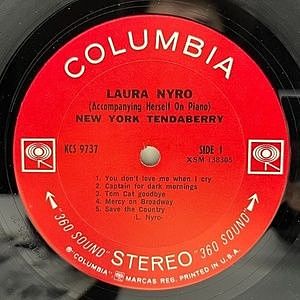 COLUMBIA
LAURA NYRO
(Accompanying Herself On Piano)
NEW YORK TENDABERRY
KCS 9737
SIDE 1
XSM 138305
1. You don't love me when I cry
2. Captain for dark mornings
3. Tom Cat goodbye
4. Mercy on Broadway
5. Save the Country
(L. Nyro)
"360 SOUND" STEREO "360 SOUND"
® "COLUMBIA" MARCAS REG. PRINTED IN U.S.A.